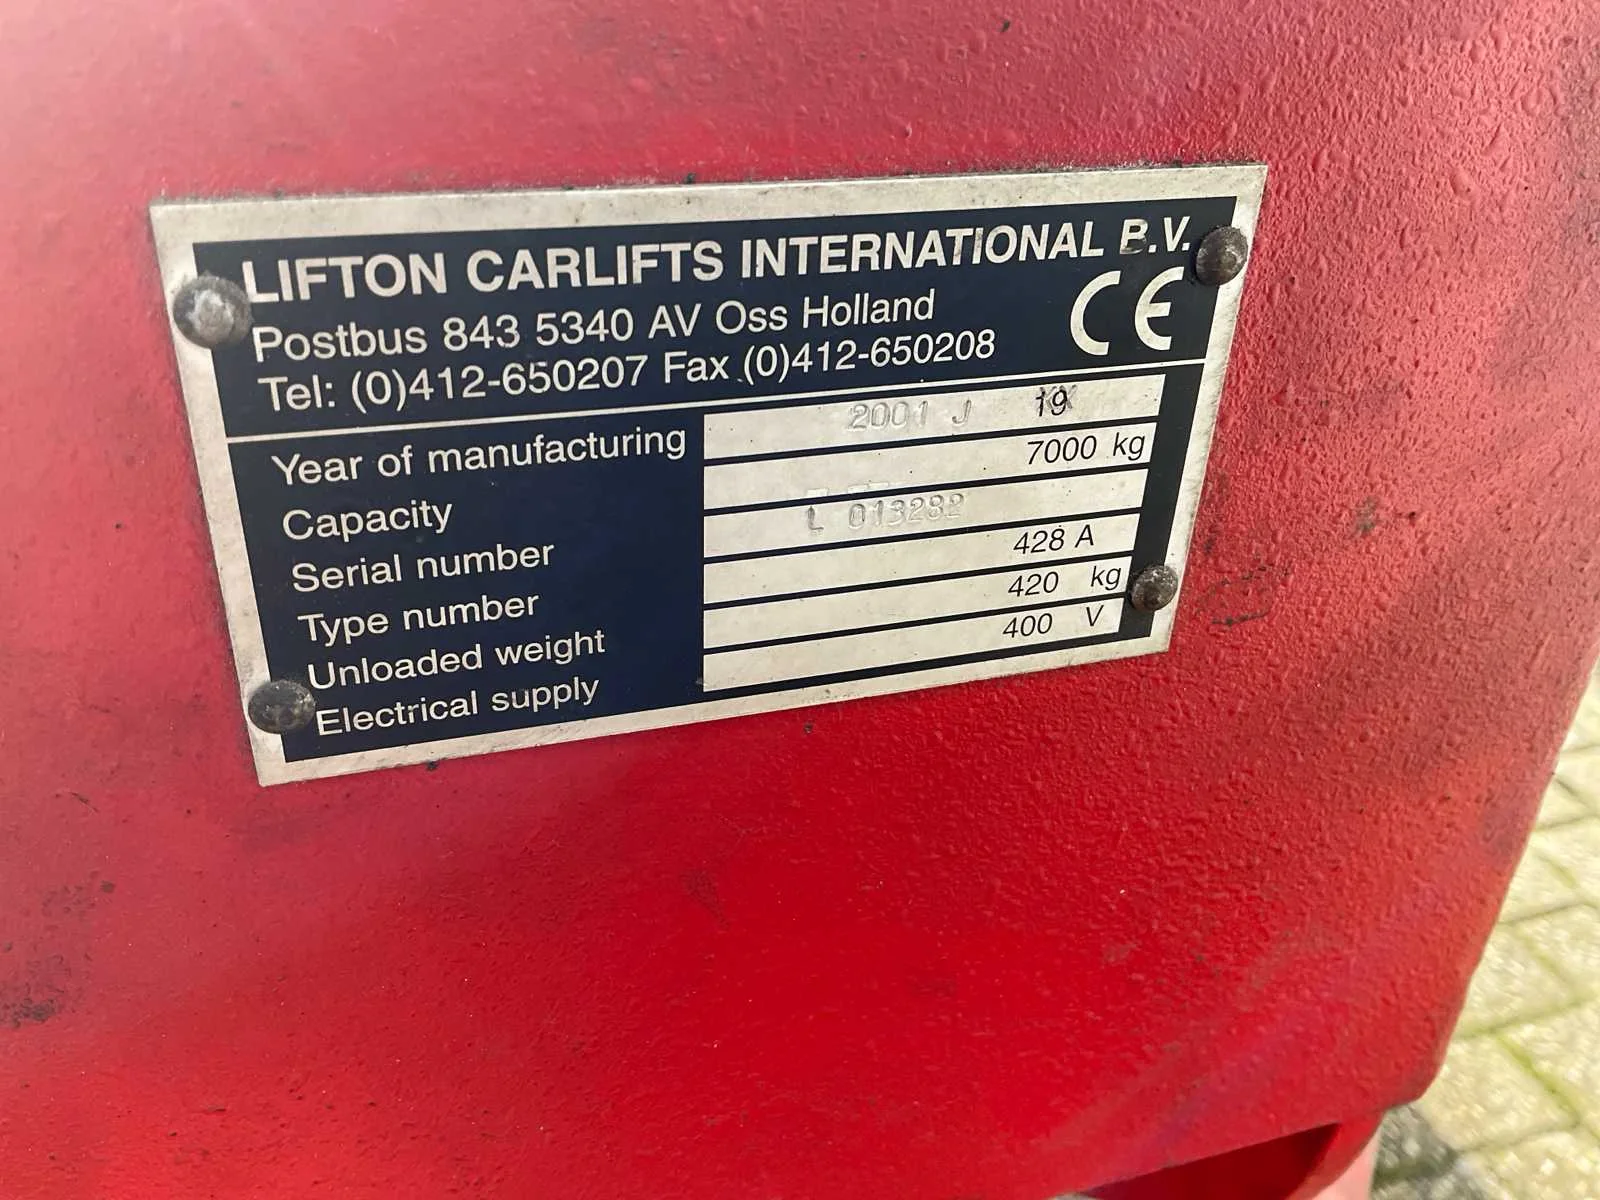 LIFTON CARLIFTS INTERNATIONAL B.V.
Postbus 843 5340 AV Oss Holland
Tel: (0)412-650207 Fax (0)412-650208
CE
Year of manufacturing 2001 J 19
Capacity 7000 kg
Serial number L 013282
Type number 428 A
Unloaded weight 420 kg
Electrical supply 400 V